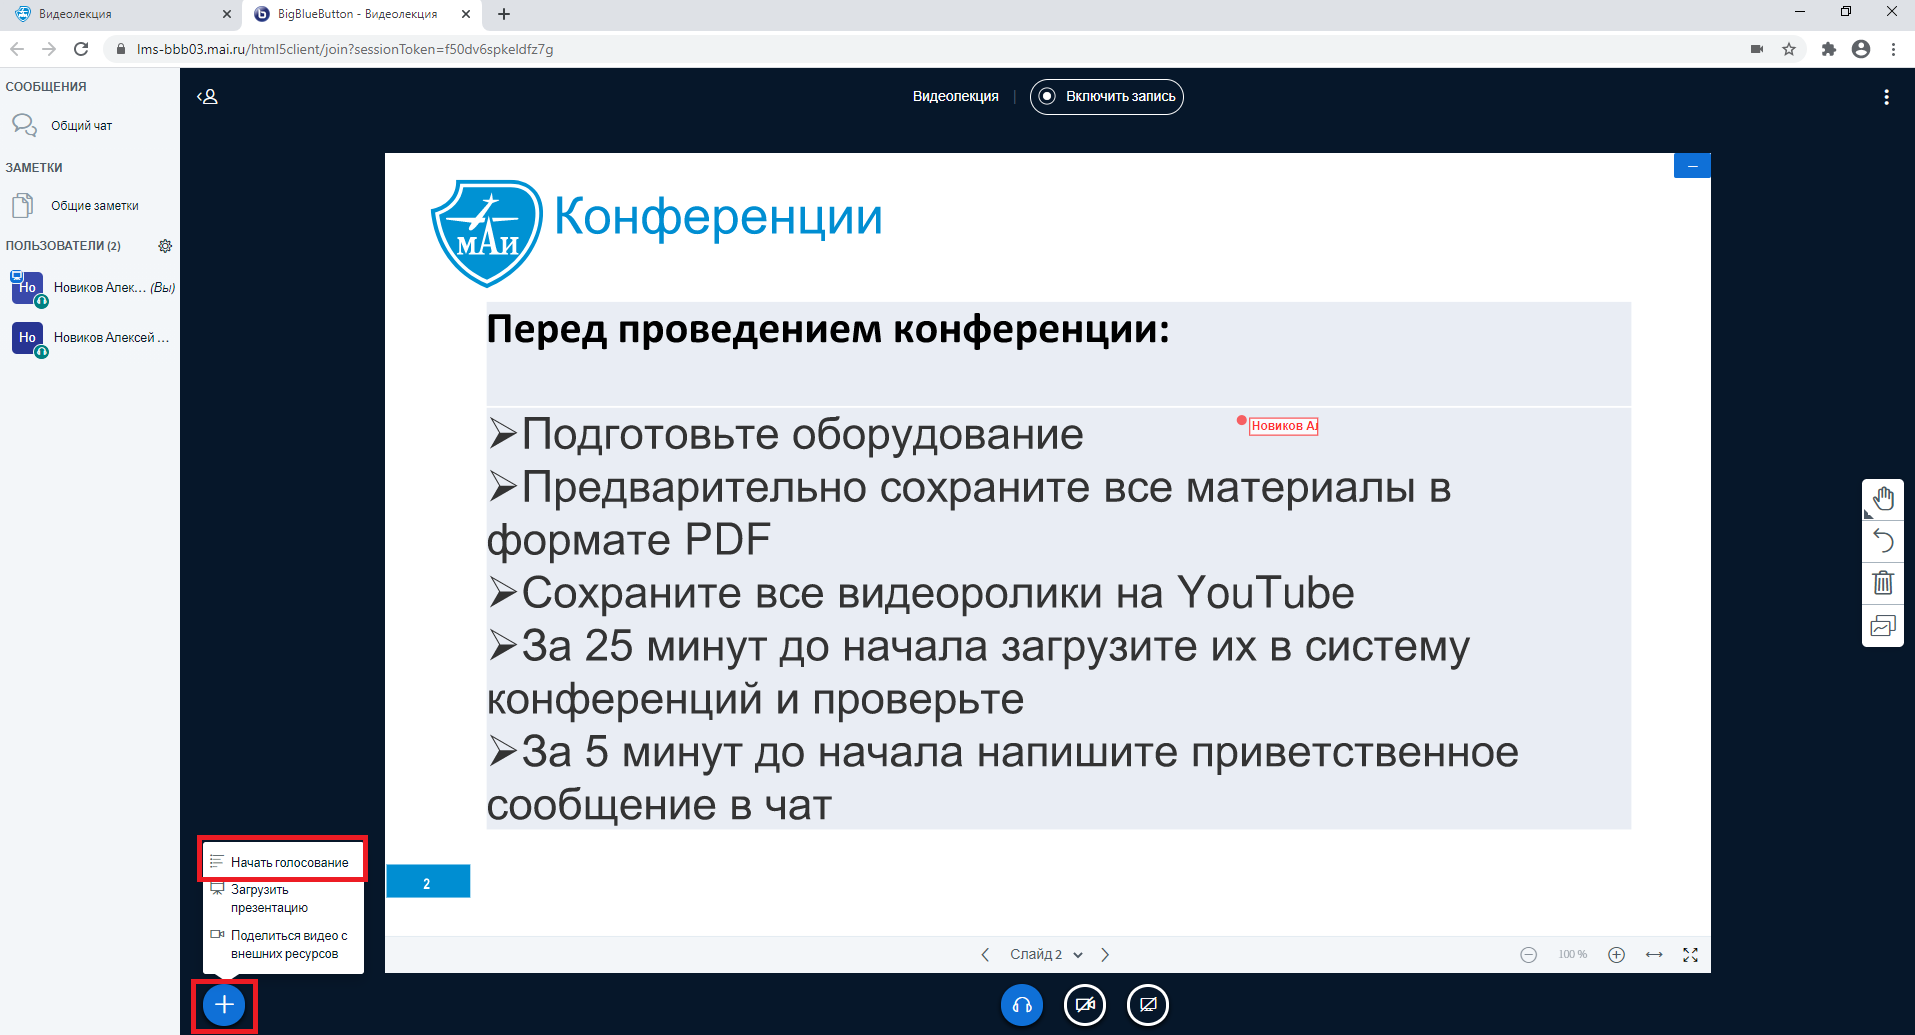 Видеолекция
BigBlueButton - Видеолекция
lms-bbb03.mai.ru/html5client/join?sessionToken=f50dv6spkeldfz7g
СООБЩЕНИЯ
Общий чат
ЗАМЕТКИ
Общие заметки
ПОЛЬЗОВАТЕЛИ (2)
Но
Новиков Алек... (Вы)
Но
Новиков Алексей ...
Видеолекция
Включить запись
МАИ
Конференции
Перед проведением конференции:
➢Подготовьте оборудование
Новиков Ал
➢Предварительно сохраните все материалы в
формате PDF
➢Сохраните все видеоролики на YouTube
➢За 25 минут до начала загрузите их в систему
конференций и проверьте
➢За 5 минут до начала напишите приветственное
сообщение в чат
2
Начать голосование
Загрузить
презентацию
Поделиться видео с
внешних ресурсов
Слайд 2
100 %